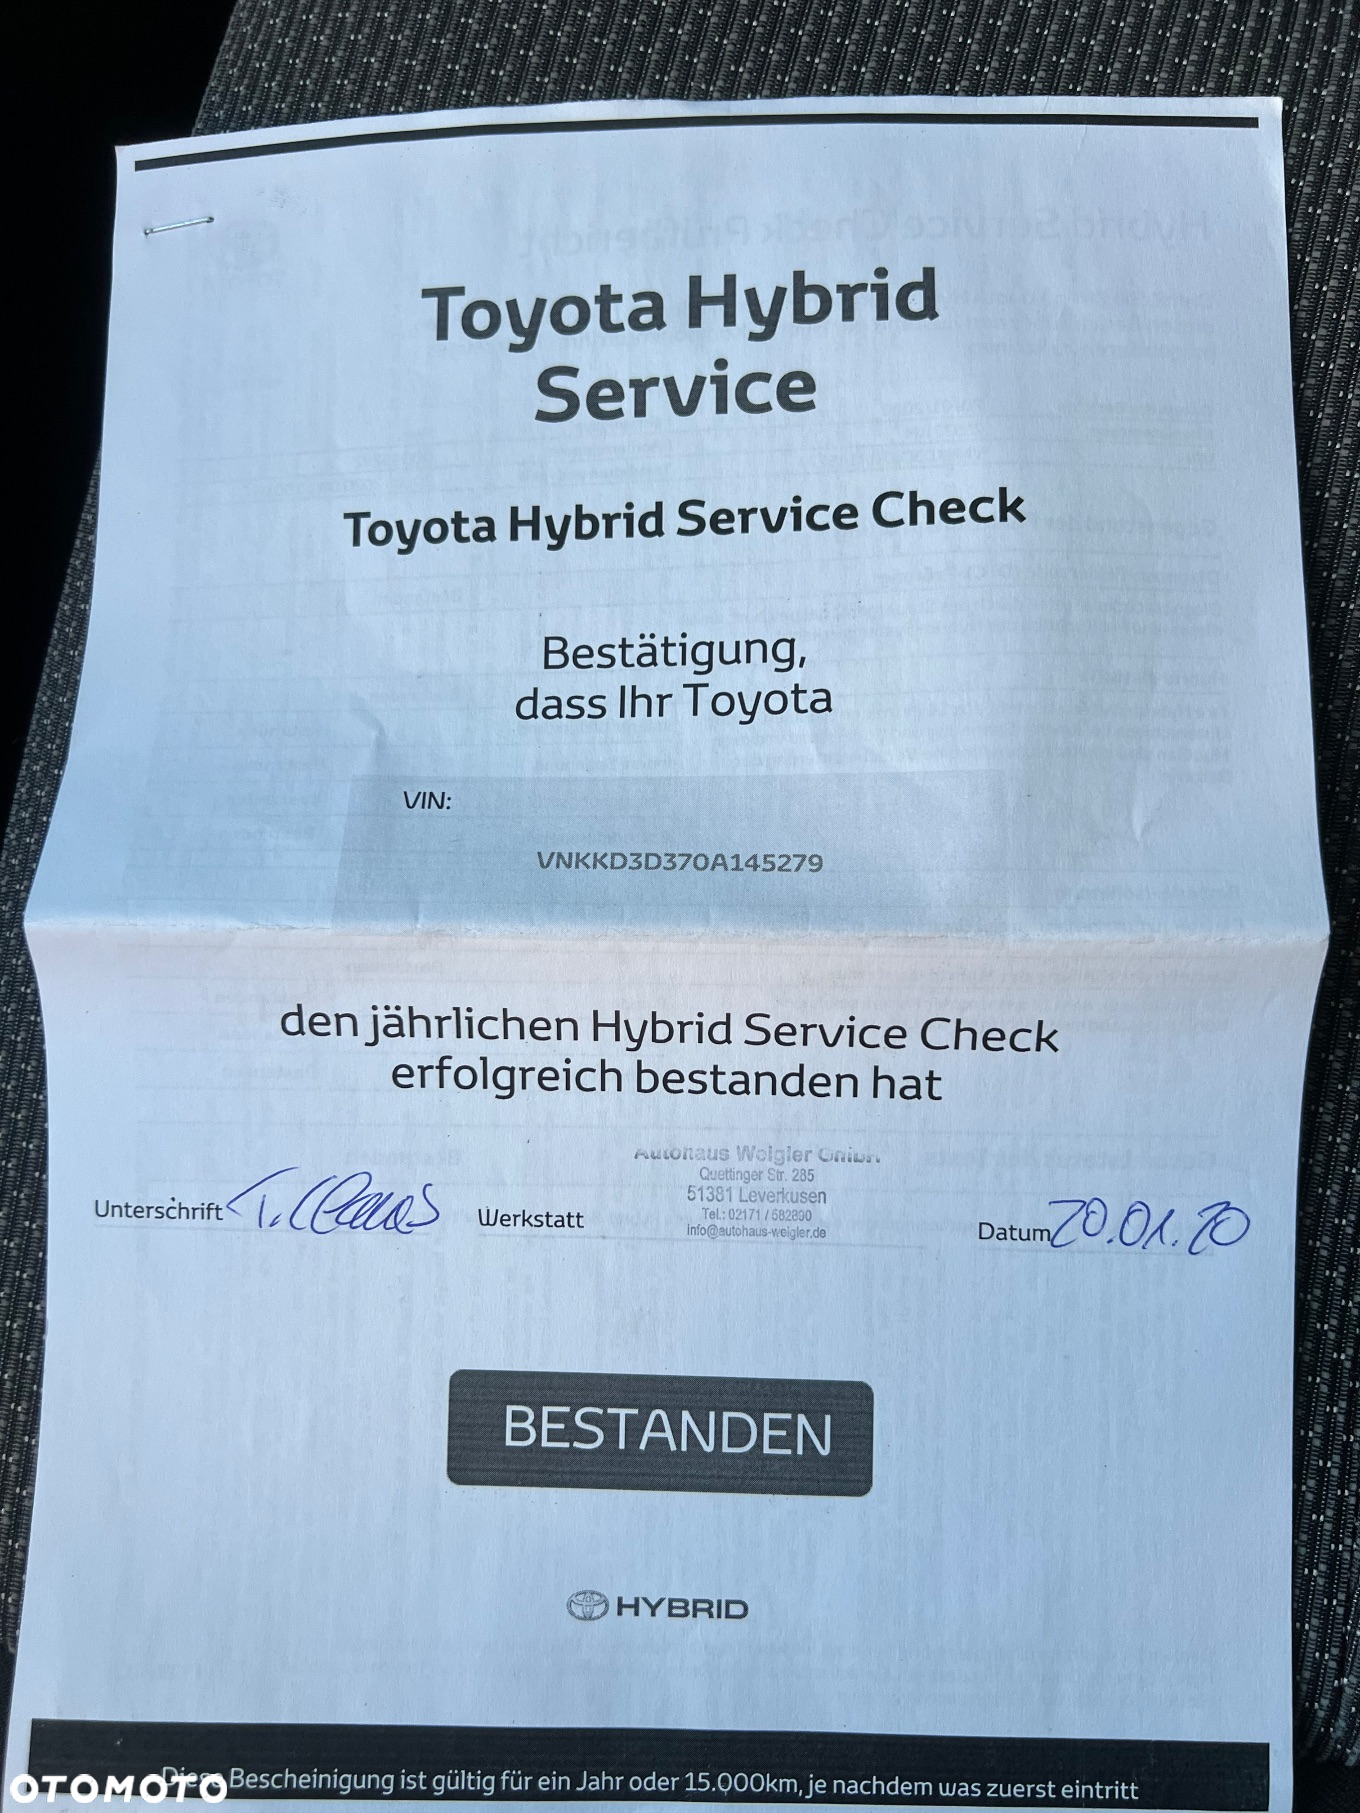 Toyota Hybrid
Service
Toyota Hybrid Service Check
Bestätigung,
dass Ihr Toyota
VIN:
VNKKD3D370A145279
den jährlichen Hybrid Service Check
erfolgreich bestanden hat
Autohaus Weigler GmbH
Quettinger Str. 285
51381 Leverkusen
Tel.: 02171 / 582890
info@autohaus-weigler.de
Unterschrift
Werkstatt
Datum 20.01.20
BESTANDEN
HYBRID
Diese Bescheinigung ist gültig für ein Jahr oder 15.000km, je nachdem was zuerst eintritt
OTOMOTO